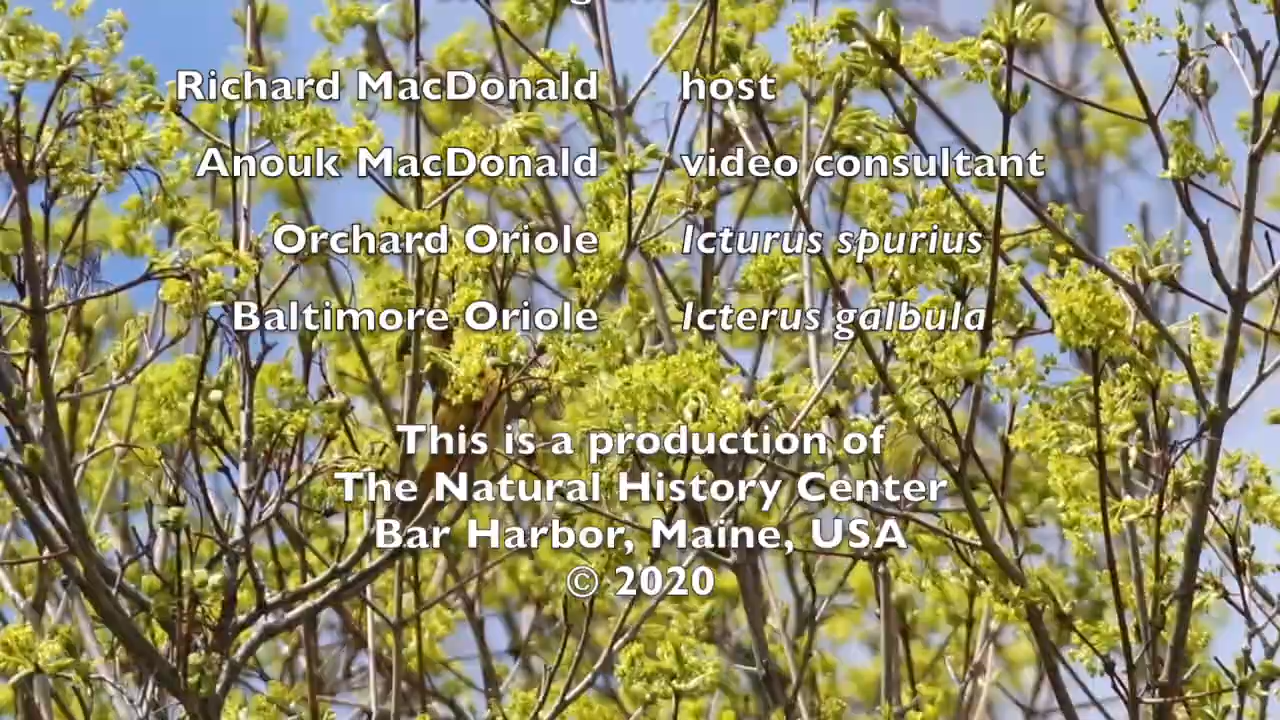 Richard MacDonald host
Anouk MacDonald video consultant
Orchard Oriole Icturus spurius
Baltimore Oriole Icterus galbula
This is a production of
The Natural History Center
Bar Harbor, Maine, USA
© 2020